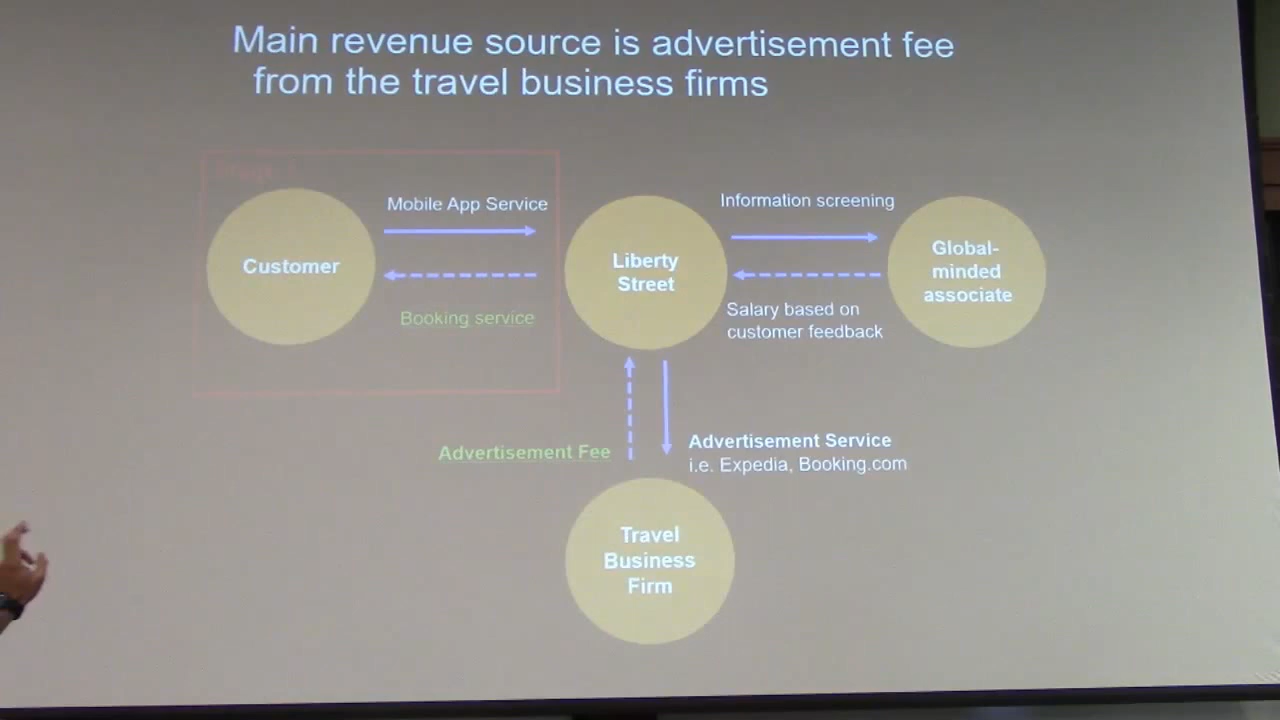 Main revenue source is advertisement fee
from the travel business firms
Mobile App Service
Information screening
Customer
Liberty
Street
Global-
minded
associate
Booking service
Salary based on
customer feedback
Advertisement Fee
Advertisement Service
i.e. Expedia, Booking.com
Travel
Business
Firm